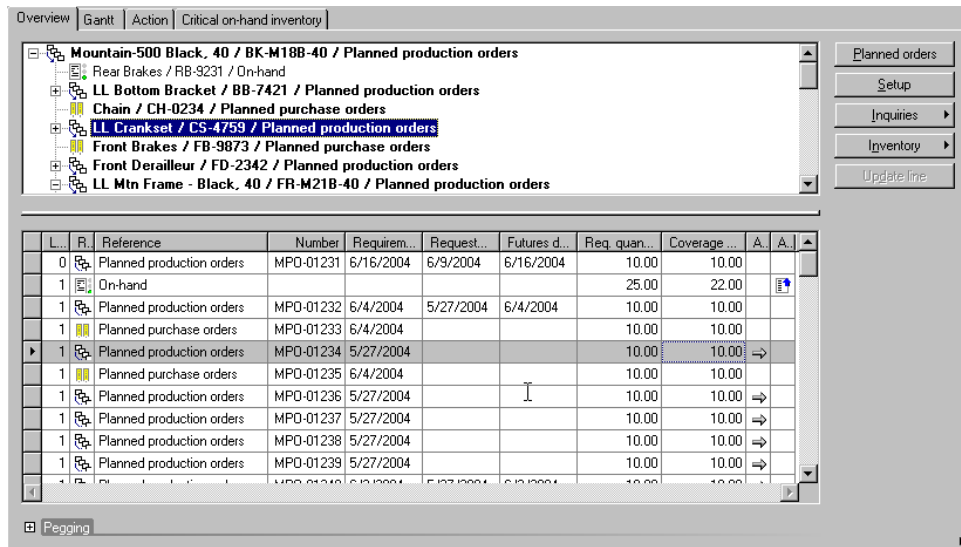 Overview Gantt Action Critical on-hand inventory
Mountain-500 Black, 40 / BK-M18B-40 / Planned production orders
Rear Brakes / RB-9231 / On-hand
LL Bottom Bracket / BB-7421 / Planned production orders
Chain / CH-0234 / Planned purchase orders
LL Crankset / CS-4759 / Planned production orders
Front Brakes / FB-9873 / Planned purchase orders
Front Derailleur / FD-2342 / Planned production orders
LL Mtn Frame - Black, 40 / FR-M21B-40 / Planned production orders
Planned orders
Setup
Inquiries
Inventory
Update line
L... R.. Reference Number Requirem... Request... Futures d... Req. quan... Coverage ... A.. A..
0 Planned production orders MPO-01231 6/16/2004 6/9/2004 6/16/2004 10.00 10.00
1 On-hand 25.00 22.00
1 Planned production orders MPO-01232 6/4/2004 5/27/2004 6/4/2004 10.00 10.00
1 Planned purchase orders MPO-01233 6/4/2004 10.00 10.00
1 Planned production orders MPO-01234 5/27/2004 10.00 10.00
1 Planned purchase orders MPO-01235 6/4/2004 10.00 10.00
1 Planned production orders MPO-01236 5/27/2004 10.00 10.00
1 Planned production orders MPO-01237 5/27/2004 10.00 10.00
1 Planned production orders MPO-01238 5/27/2004 10.00 10.00
1 Planned production orders MPO-01239 5/27/2004 10.00 10.00
Pegging